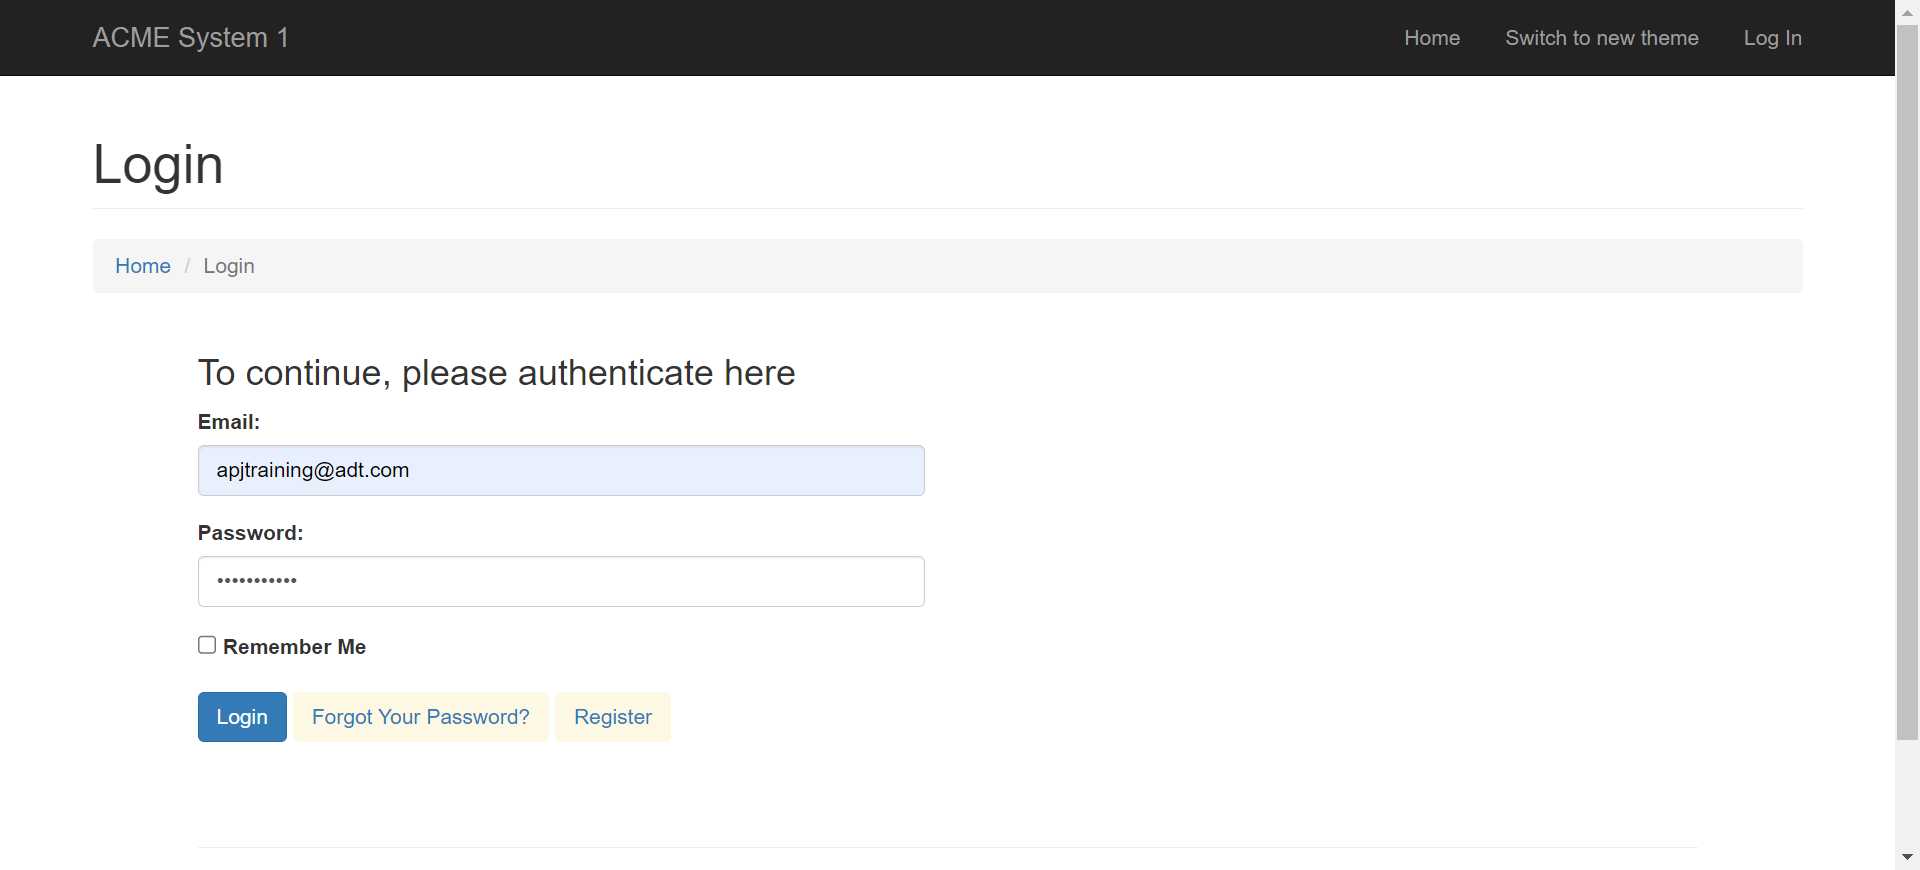 ACME System 1
Home Switch to new theme Log In
Login
Home / Login
To continue, please authenticate here
Email:
apjtraining@adt.com
Password:
•••••••••••
Remember Me
Login Forgot Your Password? Register